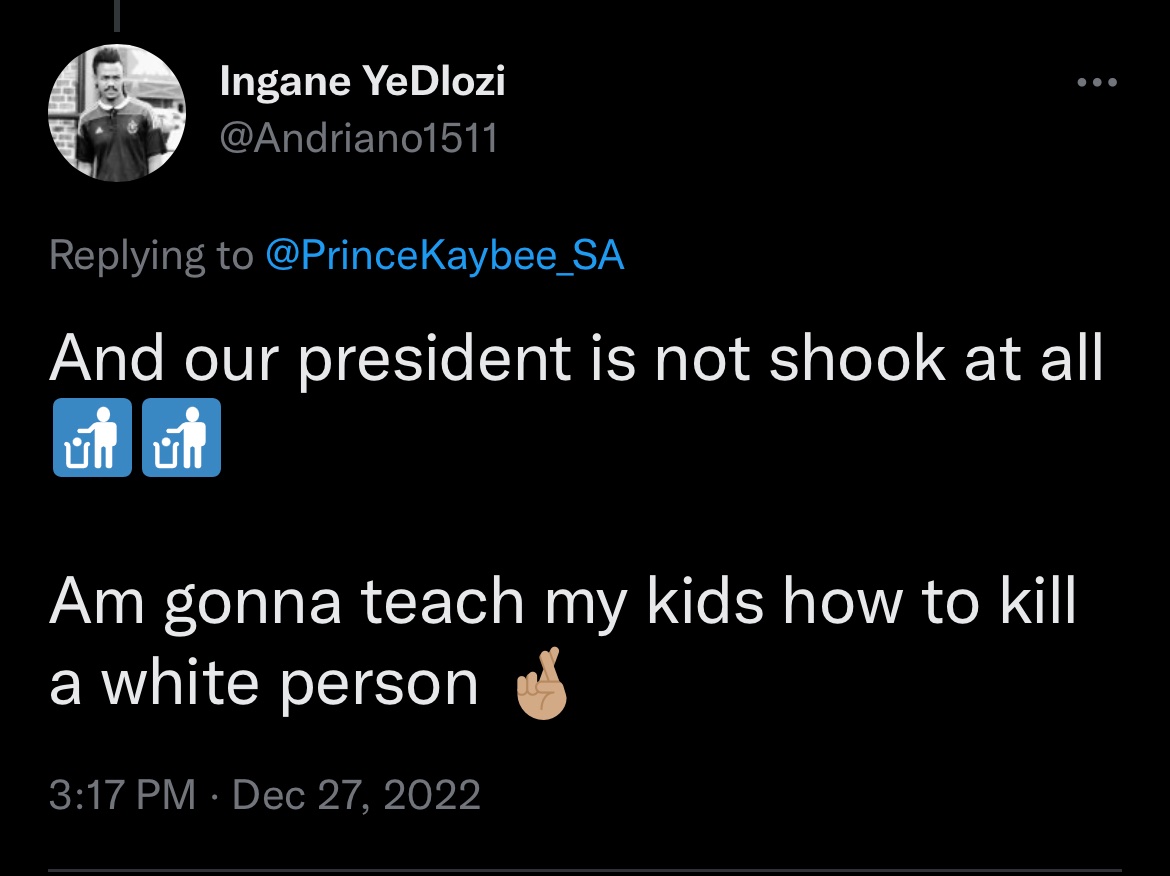 Ingane YeDlozi
@Andriano1511
Replying to @PrinceKaybee_SA
And our president is not shook at all
🚮🚮
Am gonna teach my kids how to kill
a white person 🤞🏼
3:17 PM · Dec 27, 2022